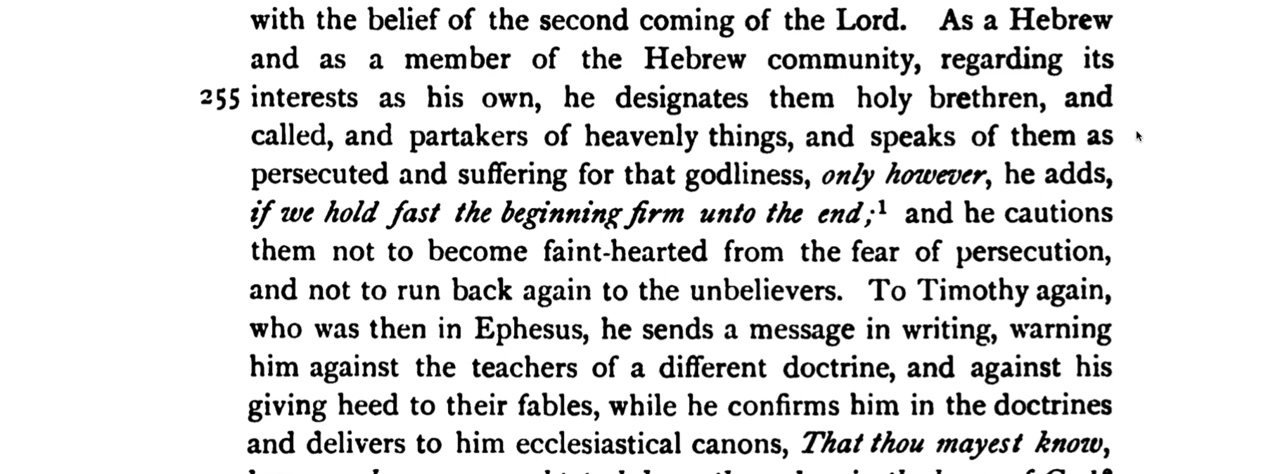 with the belief of the second coming of the Lord. As a Hebrew
and as a member of the Hebrew community, regarding its
255 interests as his own, he designates them holy brethren, and
called, and partakers of heavenly things, and speaks of them as
persecuted and suffering for that godliness, only however, he adds,
if we hold fast the beginning firm unto the end;¹ and he cautions
them not to become faint-hearted from the fear of persecution,
and not to run back again to the unbelievers. To Timothy again,
who was then in Ephesus, he sends a message in writing, warning
him against the teachers of a different doctrine, and against his
giving heed to their fables, while he confirms him in the doctrines
and delivers to him ecclesiastical canons, That thou mayest know,